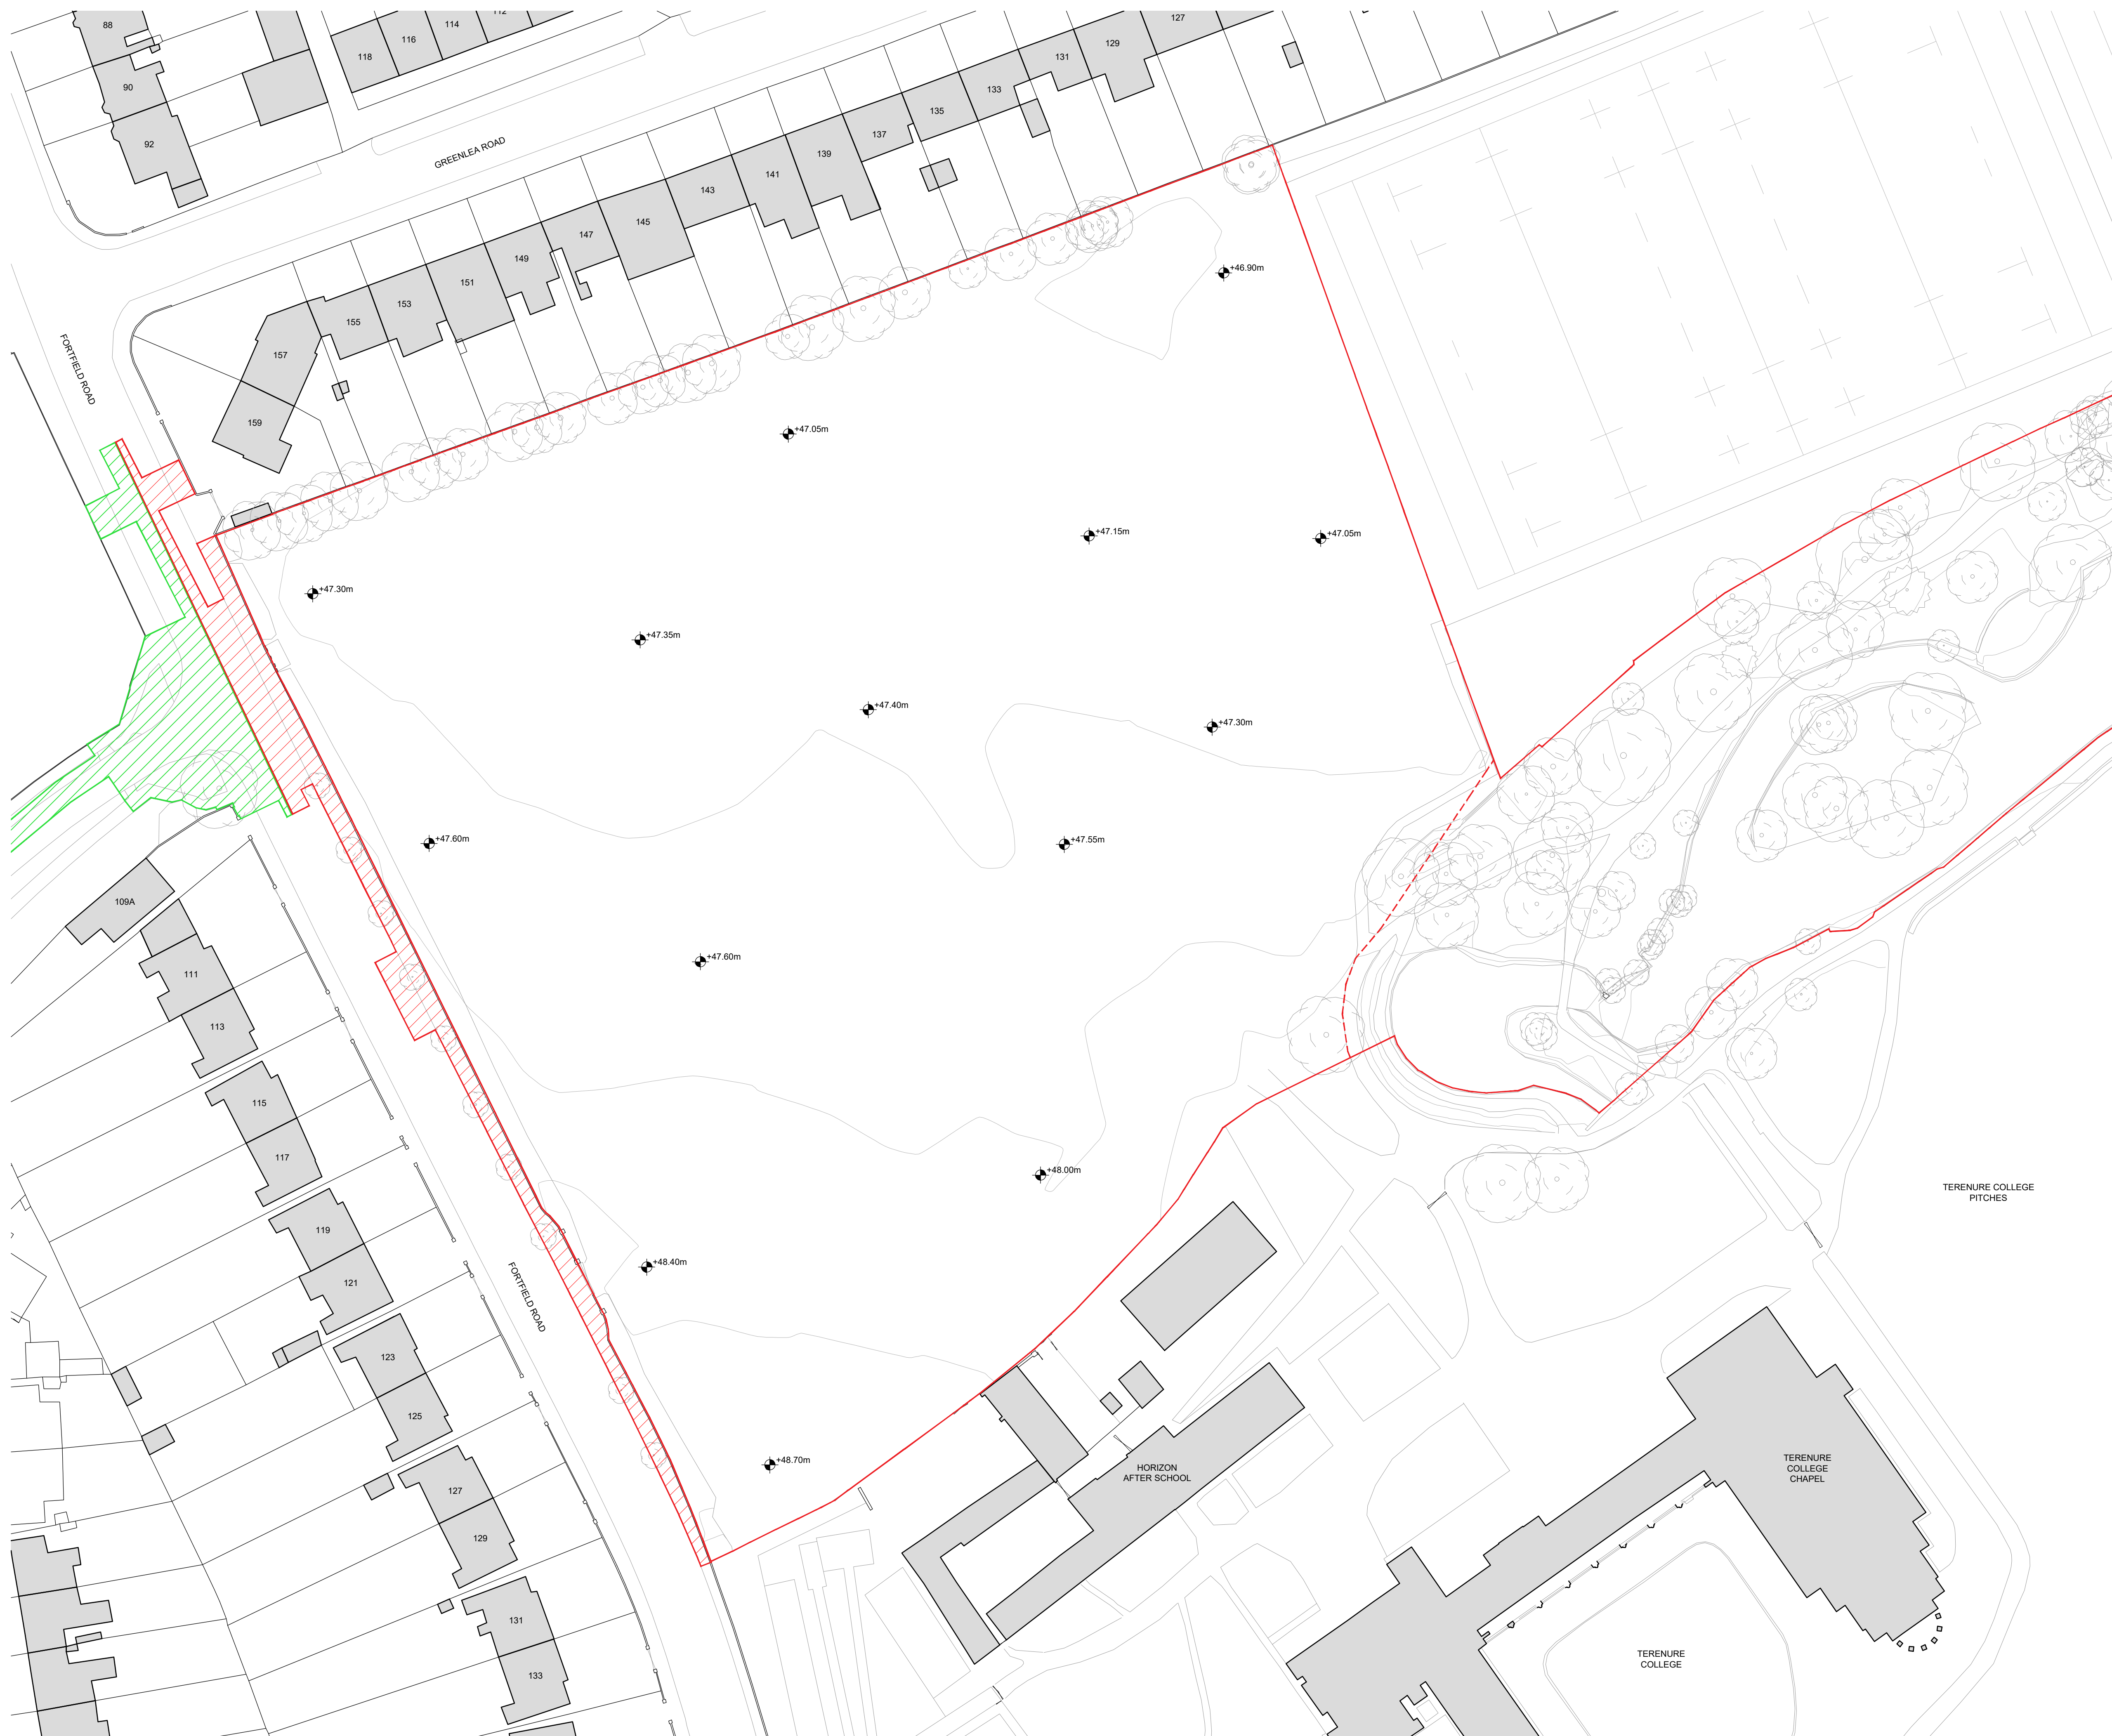 88
90
92
118
116
114
112
127
129
131
133
135
137
139
141
143
145
147
149
151
153
155
157
159
GREENLEA ROAD
FORTFIELD ROAD
+46.90m
+47.05m
+47.15m
+47.05m
+47.30m
+47.35m
+47.40m
+47.30m
+47.60m
+47.55m
+47.60m
+48.00m
+48.40m
+48.70m
109A
111
113
115
117
119
121
123
125
127
129
131
133
FORTFIELD ROAD
TERENURE COLLEGE
PITCHES
HORIZON
AFTER SCHOOL
TERENURE
COLLEGE
CHAPEL
TERENURE
COLLEGE